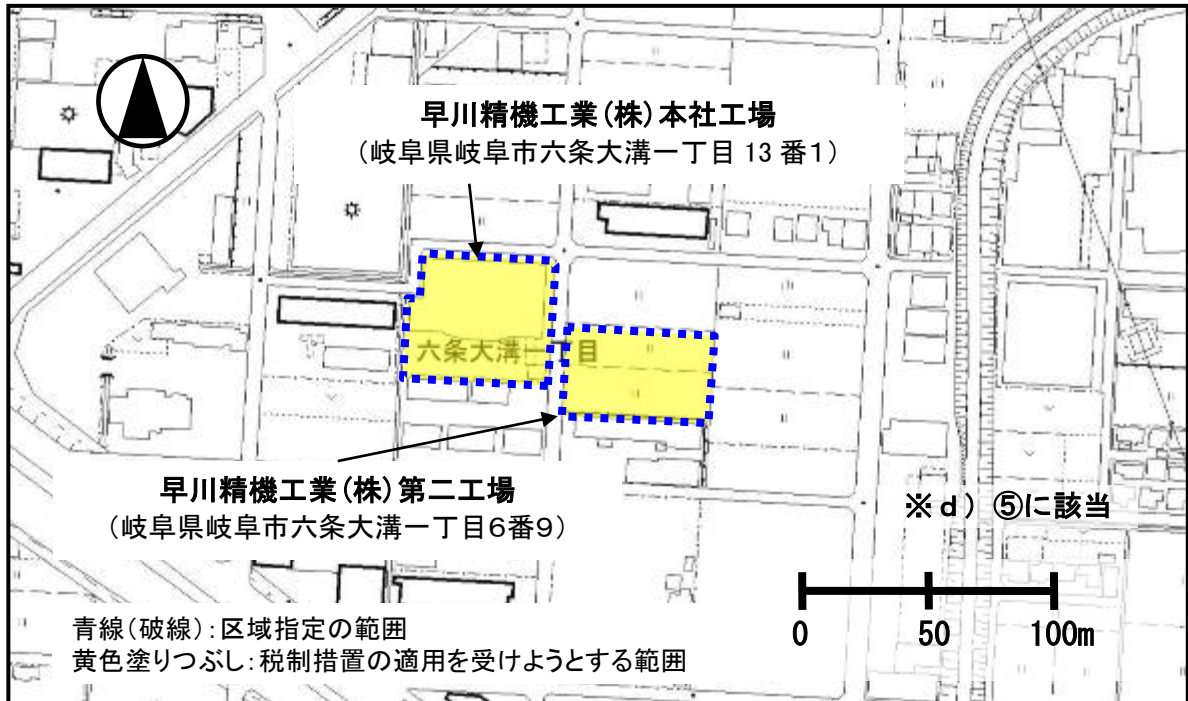 早川精機工業(株)本社工場
(岐阜県岐阜市六条大溝一丁目 13 番1)
六条大溝一丁目
早川精機工業(株)第二工場
(岐阜県岐阜市六条大溝一丁目6番9)
※d) ⑤に該当
0 50 100m
青線(破線):区域指定の範囲
黄色塗りつぶし:税制措置の適用を受けようとする範囲